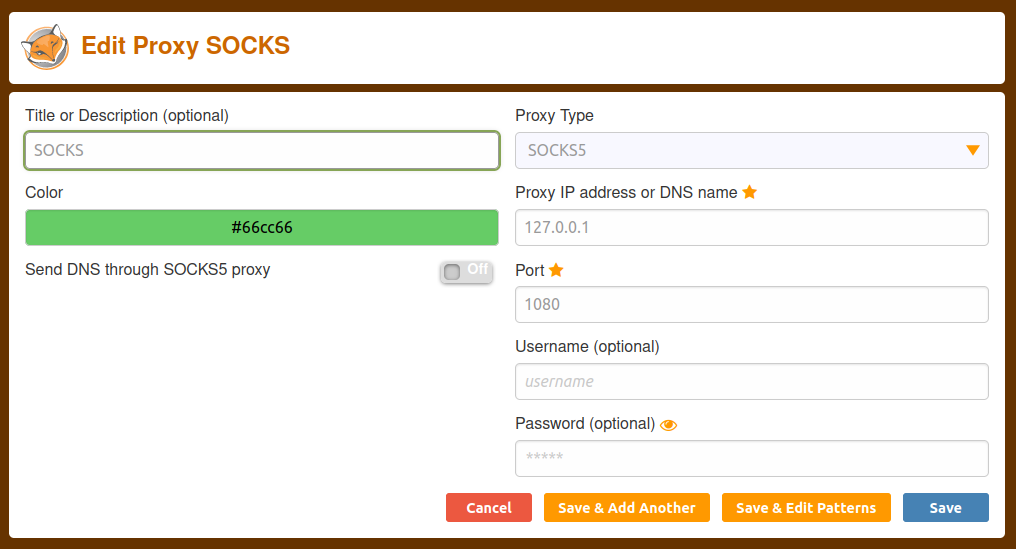 Edit Proxy SOCKS
Title or Description (optional)
SOCKS
Color
#66cc66
Send DNS through SOCKS5 proxy
Off
Proxy Type
SOCKS5
Proxy IP address or DNS name
127.0.0.1
Port
1080
Username (optional)
username
Password (optional)
*****
Cancel
Save & Add Another
Save & Edit Patterns
Save